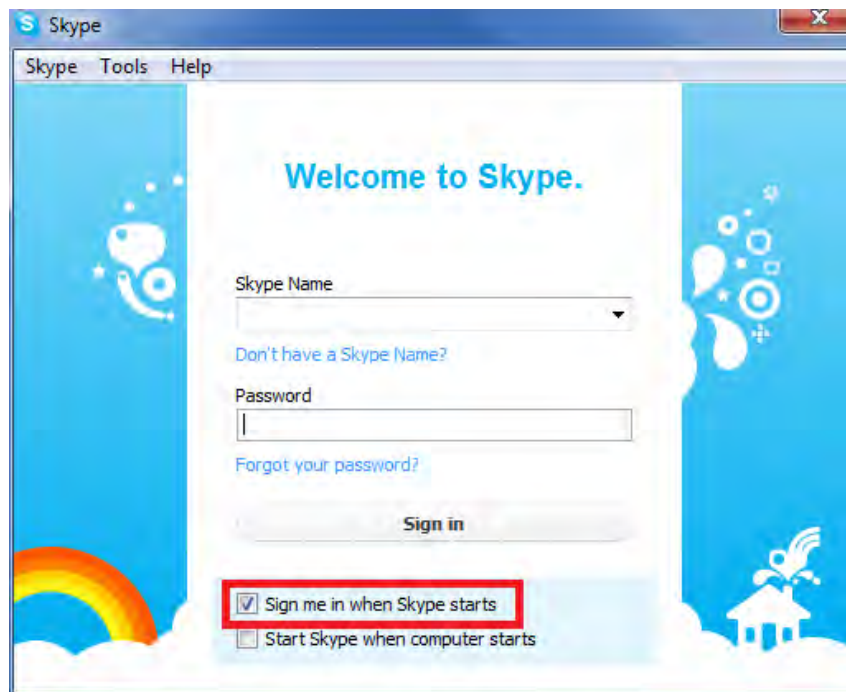 Skype
Skype Tools Help
Welcome to Skype.
Skype Name
Don't have a Skype Name?
Password
Forgot your password?
Sign in
Sign me in when Skype starts
Start Skype when computer starts